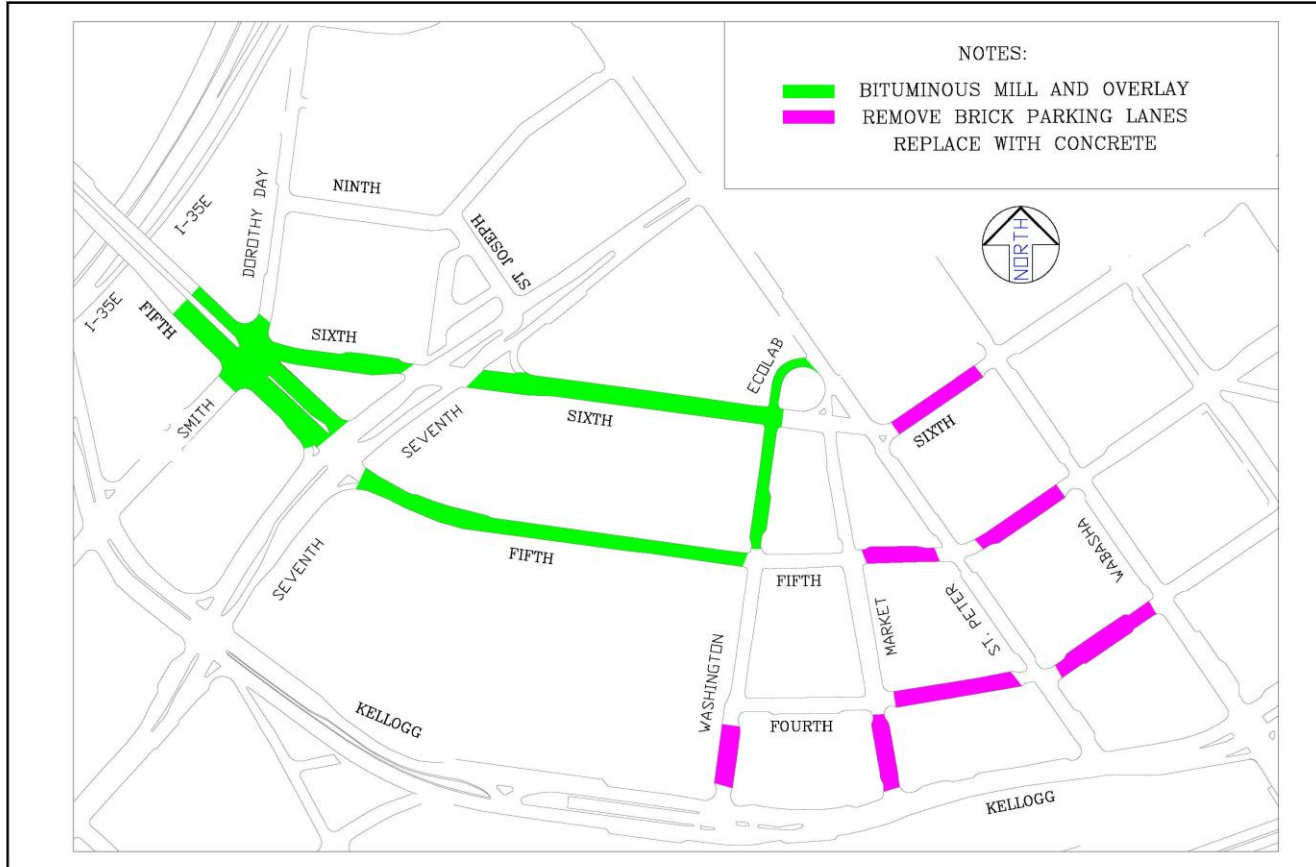 NOTES:
BITUMINOUS MILL AND OVERLAY
REMOVE BRICK PARKING LANES
REPLACE WITH CONCRETE
NINTH
DOROTHY DAY
I-35E
ST JOSEPH
NORTH
I-35E
FIFTH
SIXTH
ECOLAB
SMITH
SEVENTH
SIXTH
SIXTH
WABASHA
SEVENTH
FIFTH
FIFTH
MARKET
ST. PETER
WASHINGTON
KELLOGG
FOURTH
KELLOGG